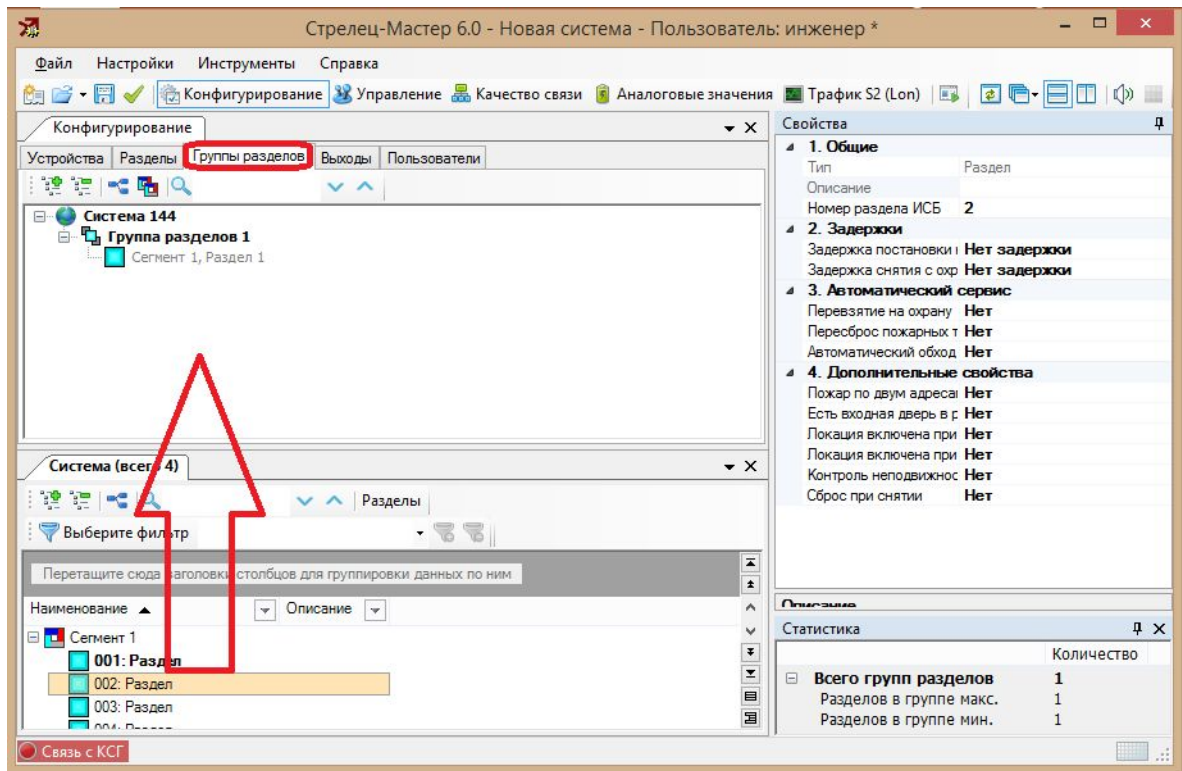 Стрелец-Мастер 6.0 - Новая система - Пользователь: инженер *
Файл Настройки Инструменты Справка
Конфигурирование Управление Качество связи Аналоговые значения Трафик S2 (Lon)
Конфигурирование
Устройства Разделы Группы разделов Выходы Пользователи
Система 144
Группа разделов 1
Сегмент 1, Раздел 1
Система (всего 4)
Разделы
Выберите фильтр
Перетащите сюда заголовки столбцов для группировки данных по ним
Наименование Описание
Сегмент 1
001: Раздел
002: Раздел
003: Раздел
004: Раздел
Свойства
1. Общие
Тип Раздел
Описание
Номер раздела ИСБ 2
2. Задержки
Задержка постановки Нет задержки
Задержка снятия с охр Нет задержки
3. Автоматический сервис
Перевзятие на охрану Нет
Пересброс пожарных т Нет
Автоматический обход Нет
4. Дополнительные свойства
Пожар по двум адреса Нет
Есть входная дверь в р Нет
Локация включена при Нет
Локация включена при Нет
Контроль неподвижнос Нет
Сброс при снятии Нет
Описание
Статистика
Количество
Всего групп разделов 1
Разделов в группе макс. 1
Разделов в группе мин. 1
Связь с КСГ